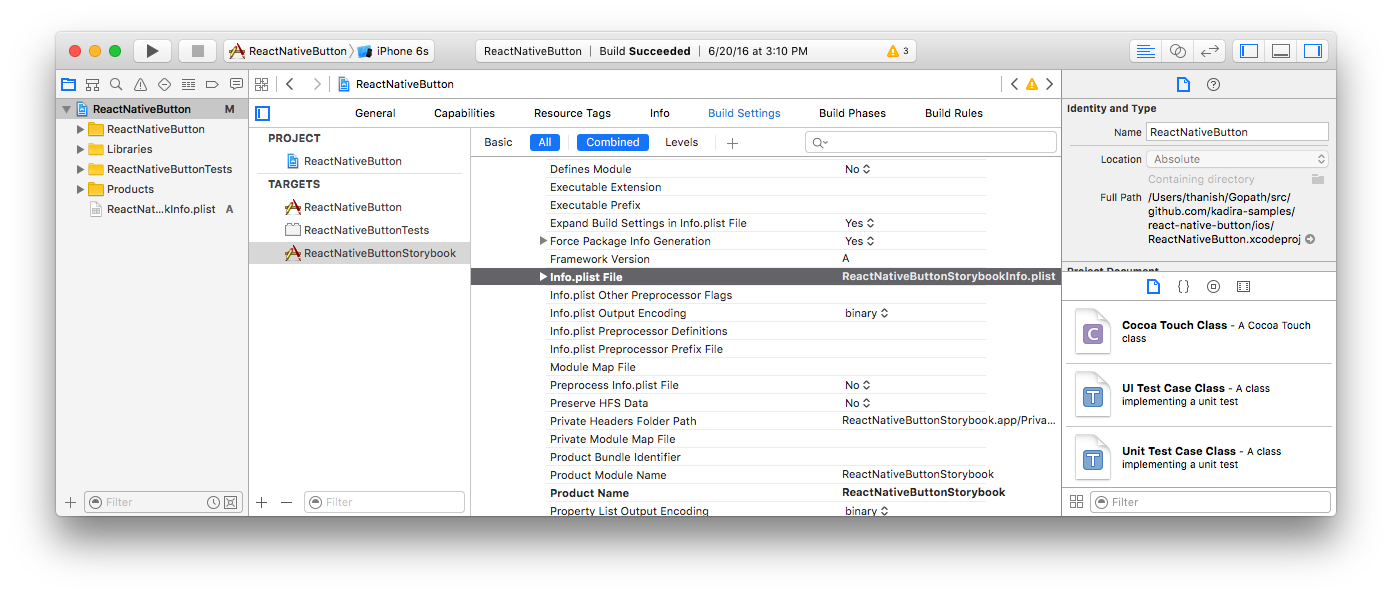 ReactNativeButton
iPhone 6s
ReactNativeButton | Build Succeeded | 6/20/16 at 3:10 PM
3
ReactNativeButton
M
ReactNativeButton
Libraries
ReactNativeButtonTests
Products
ReactNat...kInfo.plist
A
Filter
ReactNativeButton
General
Capabilities
Resource Tags
Info
Build Settings
Build Phases
Build Rules
PROJECT
ReactNativeButton
TARGETS
ReactNativeButton
ReactNativeButtonTests
ReactNativeButtonStorybook
Filter
Basic
All
Combined
Levels
Defines Module No
Executable Extension
Executable Prefix
Expand Build Settings in Info.plist File Yes
Force Package Info Generation Yes
Framework Version A
Info.plist File ReactNativeButtonStorybookInfo.plist
Info.plist Other Preprocessor Flags
Info.plist Output Encoding binary
Info.plist Preprocessor Definitions
Info.plist Preprocessor Prefix File
Module Map File
Preprocess Info.plist File No
Preserve HFS Data No
Private Headers Folder Path ReactNativeButtonStorybook.app/Priva...
Private Module Map File
Product Bundle Identifier
Product Module Name ReactNativeButtonStorybook
Product Name ReactNativeButtonStorybook
Property List Output Encoding binary
Identity and Type
Name ReactNativeButton
Location Absolute
Containing directory
Full Path /Users/thanish/Gopath/src/
github.com/kadira-samples/
react-native-button/ios/
ReactNativeButton.xcodeproj
Project Document
{}
C
Cocoa Touch Class - A Cocoa Touch
class
T
UI Test Case Class - A class
implementing a unit test
T
Unit Test Case Class - A class
implementing a unit test
Filter